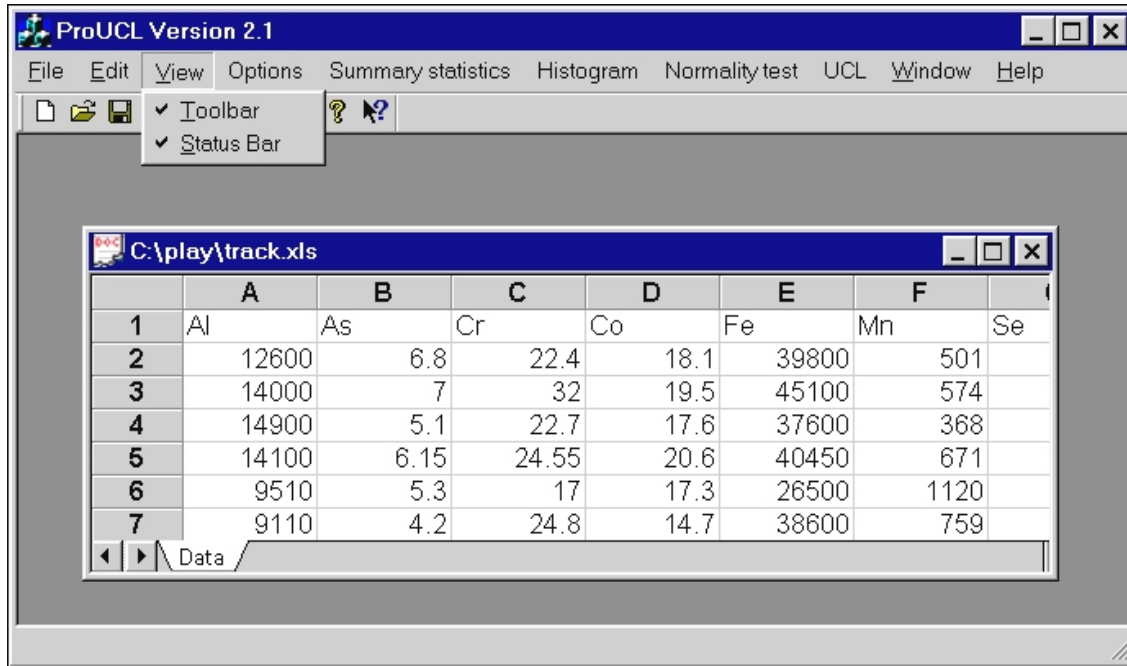 ProUCL Version 2.1
File Edit View Options Summary statistics Histogram Normality test UCL Window Help
✔ Toolbar
✔ Status Bar
C:\play\track.xls
A B C D E F
1 Al As Cr Co Fe Mn Se
2 12600 6.8 22.4 18.1 39800 501
3 14000 7 32 19.5 45100 574
4 14900 5.1 22.7 17.6 37600 368
5 14100 6.15 24.55 20.6 40450 671
6 9510 5.3 17 17.3 26500 1120
7 9110 4.2 24.8 14.7 38600 759
Data